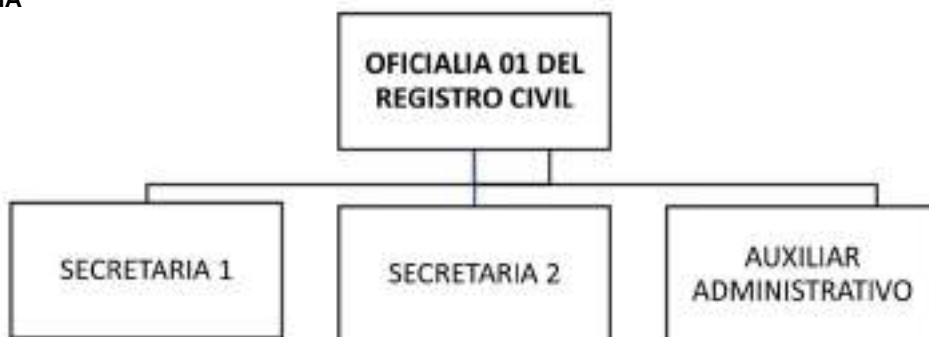 OFICIALIA 01 DEL
REGISTRO CIVIL
SECRETARIA 1
SECRETARIA 2
AUXILIAR
ADMINISTRATIVO